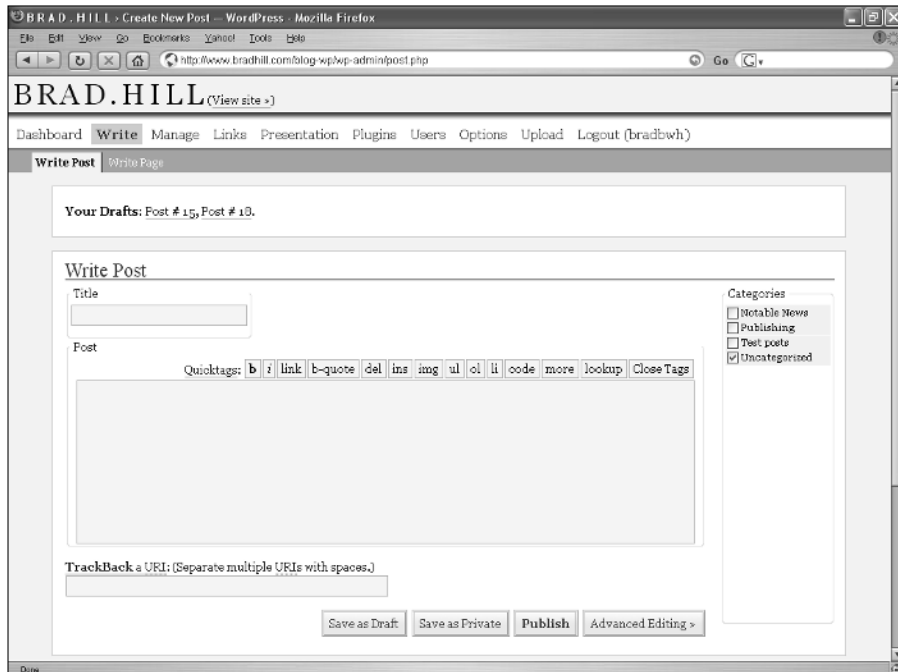 BRAD.HILL › Create New Post — WordPress - Mozilla Firefox
File Edit View Go Bookmarks Yahoo! Tools Help
http://www.bradhill.com/blog-wp/wp-admin/post.php Go G
BRAD.HILL (View site »)
Dashboard Write Manage Links Presentation Plugins Users Options Upload Logout (bradbwh)
Write Post Write Page
Your Drafts: Post # 15, Post # 18.
Write Post
Title
Categories
Notable News
Publishing
Test posts
Uncategorized
Post
Quicktags: b i link b-quote del ins img ul ol li code more lookup Close Tags
TrackBack a URI: (Separate multiple URIs with spaces.)
Save as Draft Save as Private Publish Advanced Editing »
Done